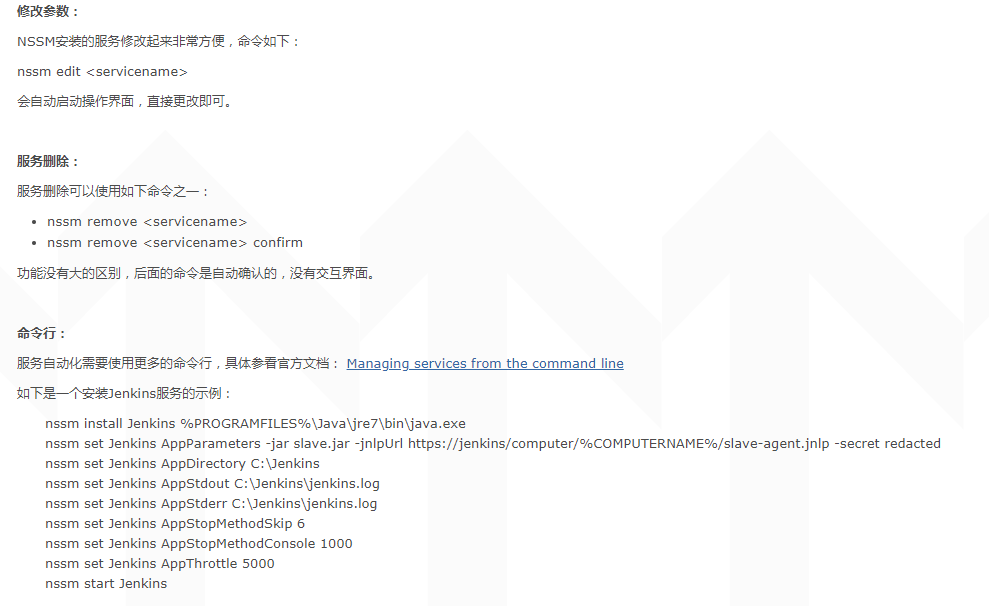 修改参数：
NSSM安装的服务修改起来非常方便，命令如下：
nssm edit <servicename>
会自动启动操作界面，直接更改即可。
服务删除：
服务删除可以使用如下命令之一：
• nssm remove <servicename>
• nssm remove <servicename> confirm
功能没有大的区别，后面的命令是自动确认的，没有交互界面。
命令行：
服务自动化需要使用更多的命令行，具体参看官方文档： Managing services from the command line
如下是一个安装Jenkins服务的示例：
nssm install Jenkins %PROGRAMFILES%\Java\jre7\bin\java.exe
nssm set Jenkins AppParameters -jar slave.jar -jnlpUrl https://jenkins/computer/%COMPUTERNAME%/slave-agent.jnlp -secret redacted
nssm set Jenkins AppDirectory C:\Jenkins
nssm set Jenkins AppStdout C:\Jenkins\jenkins.log
nssm set Jenkins AppStderr C:\Jenkins\jenkins.log
nssm set Jenkins AppStopMethodSkip 6
nssm set Jenkins AppStopMethodConsole 1000
nssm set Jenkins AppThrottle 5000
nssm start Jenkins